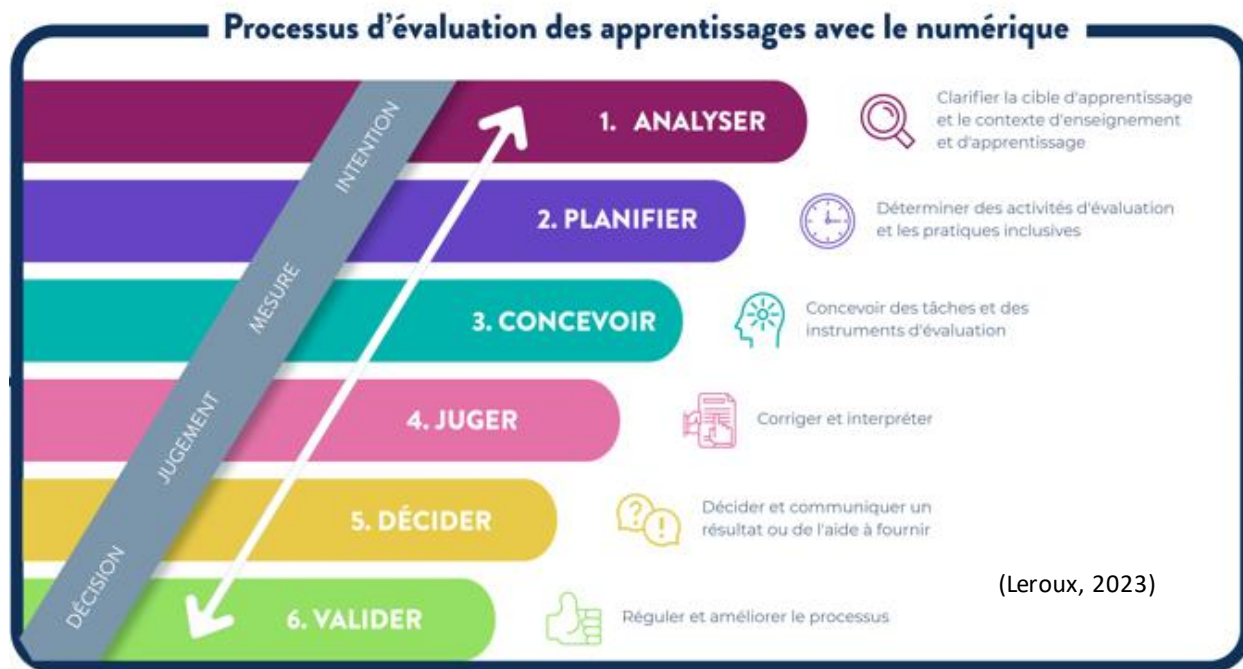 Processus d'évaluation des apprentissages avec le numérique
INTENTION
MESURE
JUGEMENT
DÉCISION
1. ANALYSER
Clarifier la cible d'apprentissage
et le contexte d'enseignement
et d'apprentissage
2. PLANIFIER
Déterminer des activités d'évaluation
et les pratiques inclusives
3. CONCEVOIR
Concevoir des tâches et des
instruments d'évaluation
4. JUGER
Corriger et interpréter
5. DÉCIDER
Décider et communiquer un
résultat ou de l'aide à fournir
6. VALIDER
Réguler et améliorer le processus
(Leroux, 2023)